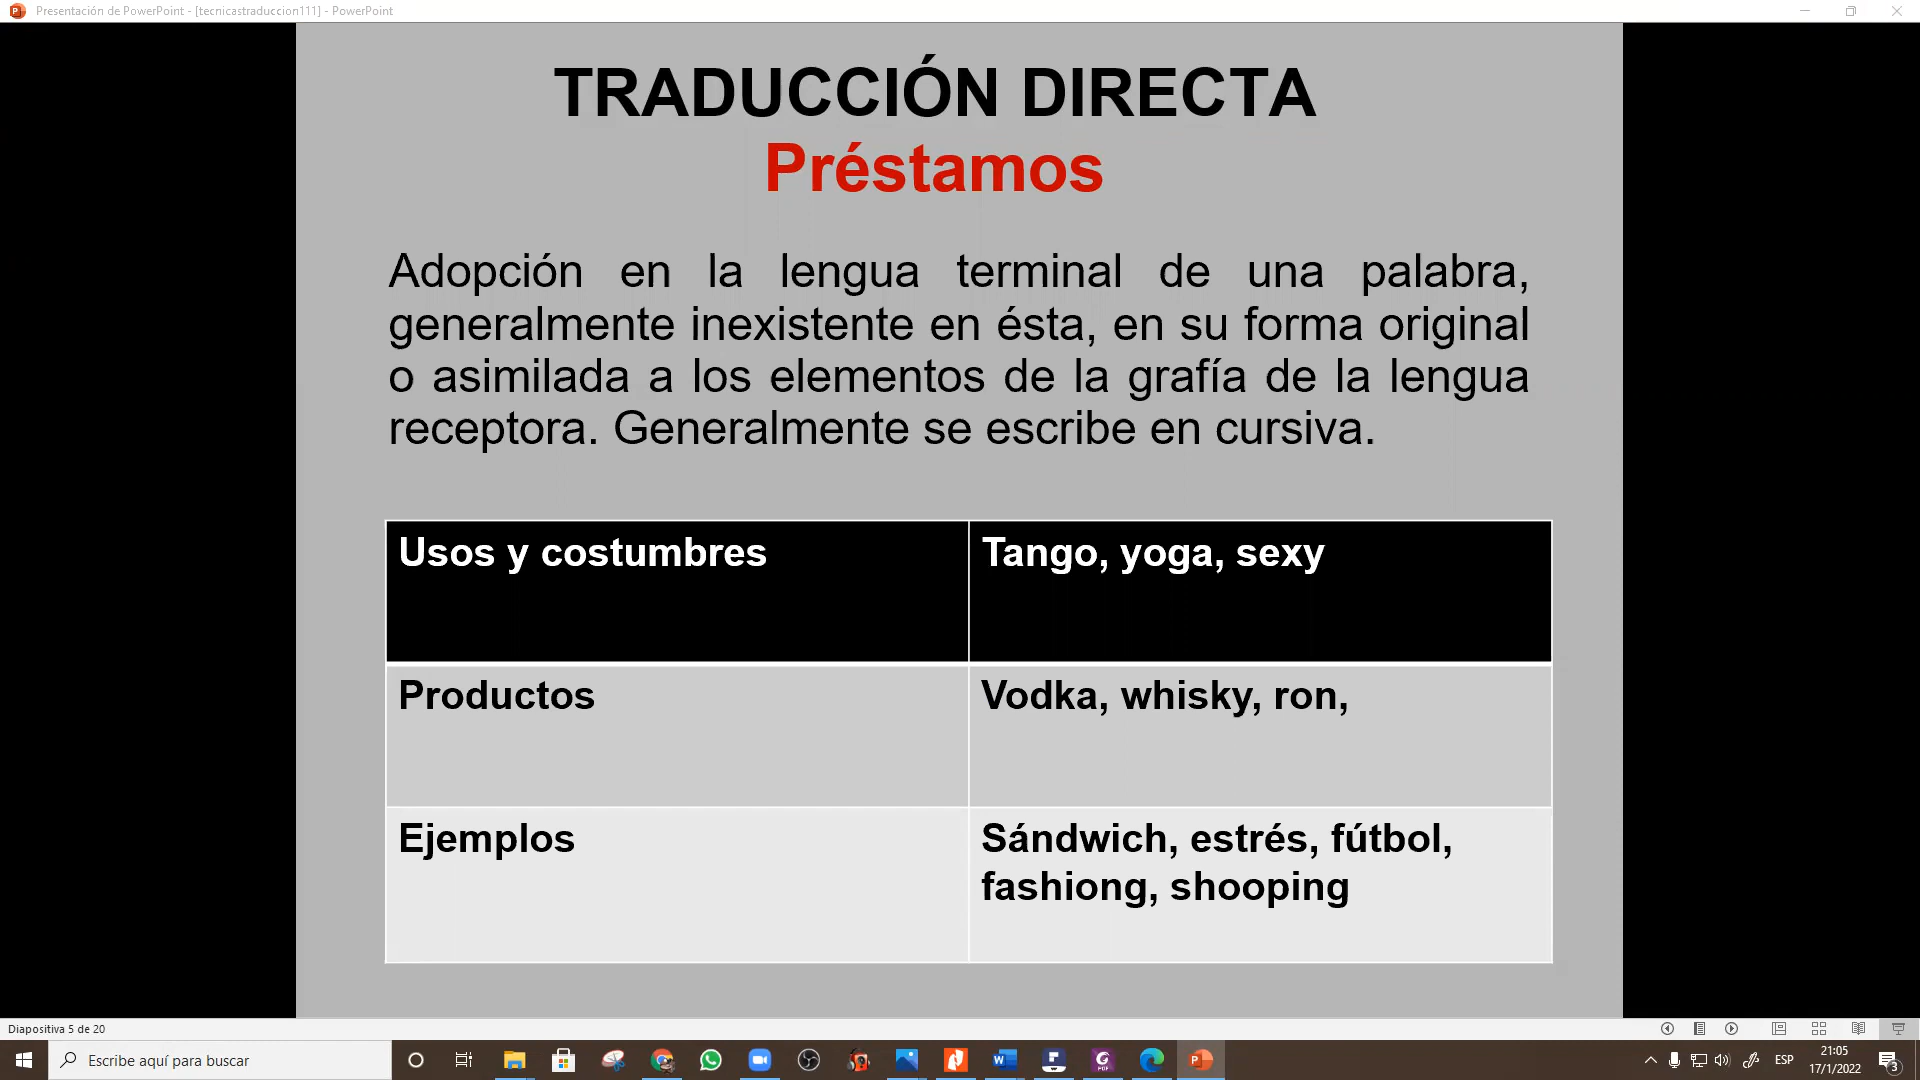 Presentación de PowerPoint - [tecnicastraduccion111] - PowerPoint
TRADUCCIÓN DIRECTA
Préstamos
Adopción en la lengua terminal de una palabra,
generalmente inexistente en ésta, en su forma original
o asimilada a los elementos de la grafía de la lengua
receptora. Generalmente se escribe en cursiva.
Usos y costumbres
Tango, yoga, sexy
Productos
Vodka, whisky, ron,
Ejemplos
Sándwich, estrés, fútbol,
fashiong, shooping
Diapositiva 5 de 20
Escribe aquí para buscar
ESP
21:05
17/1/2022
3